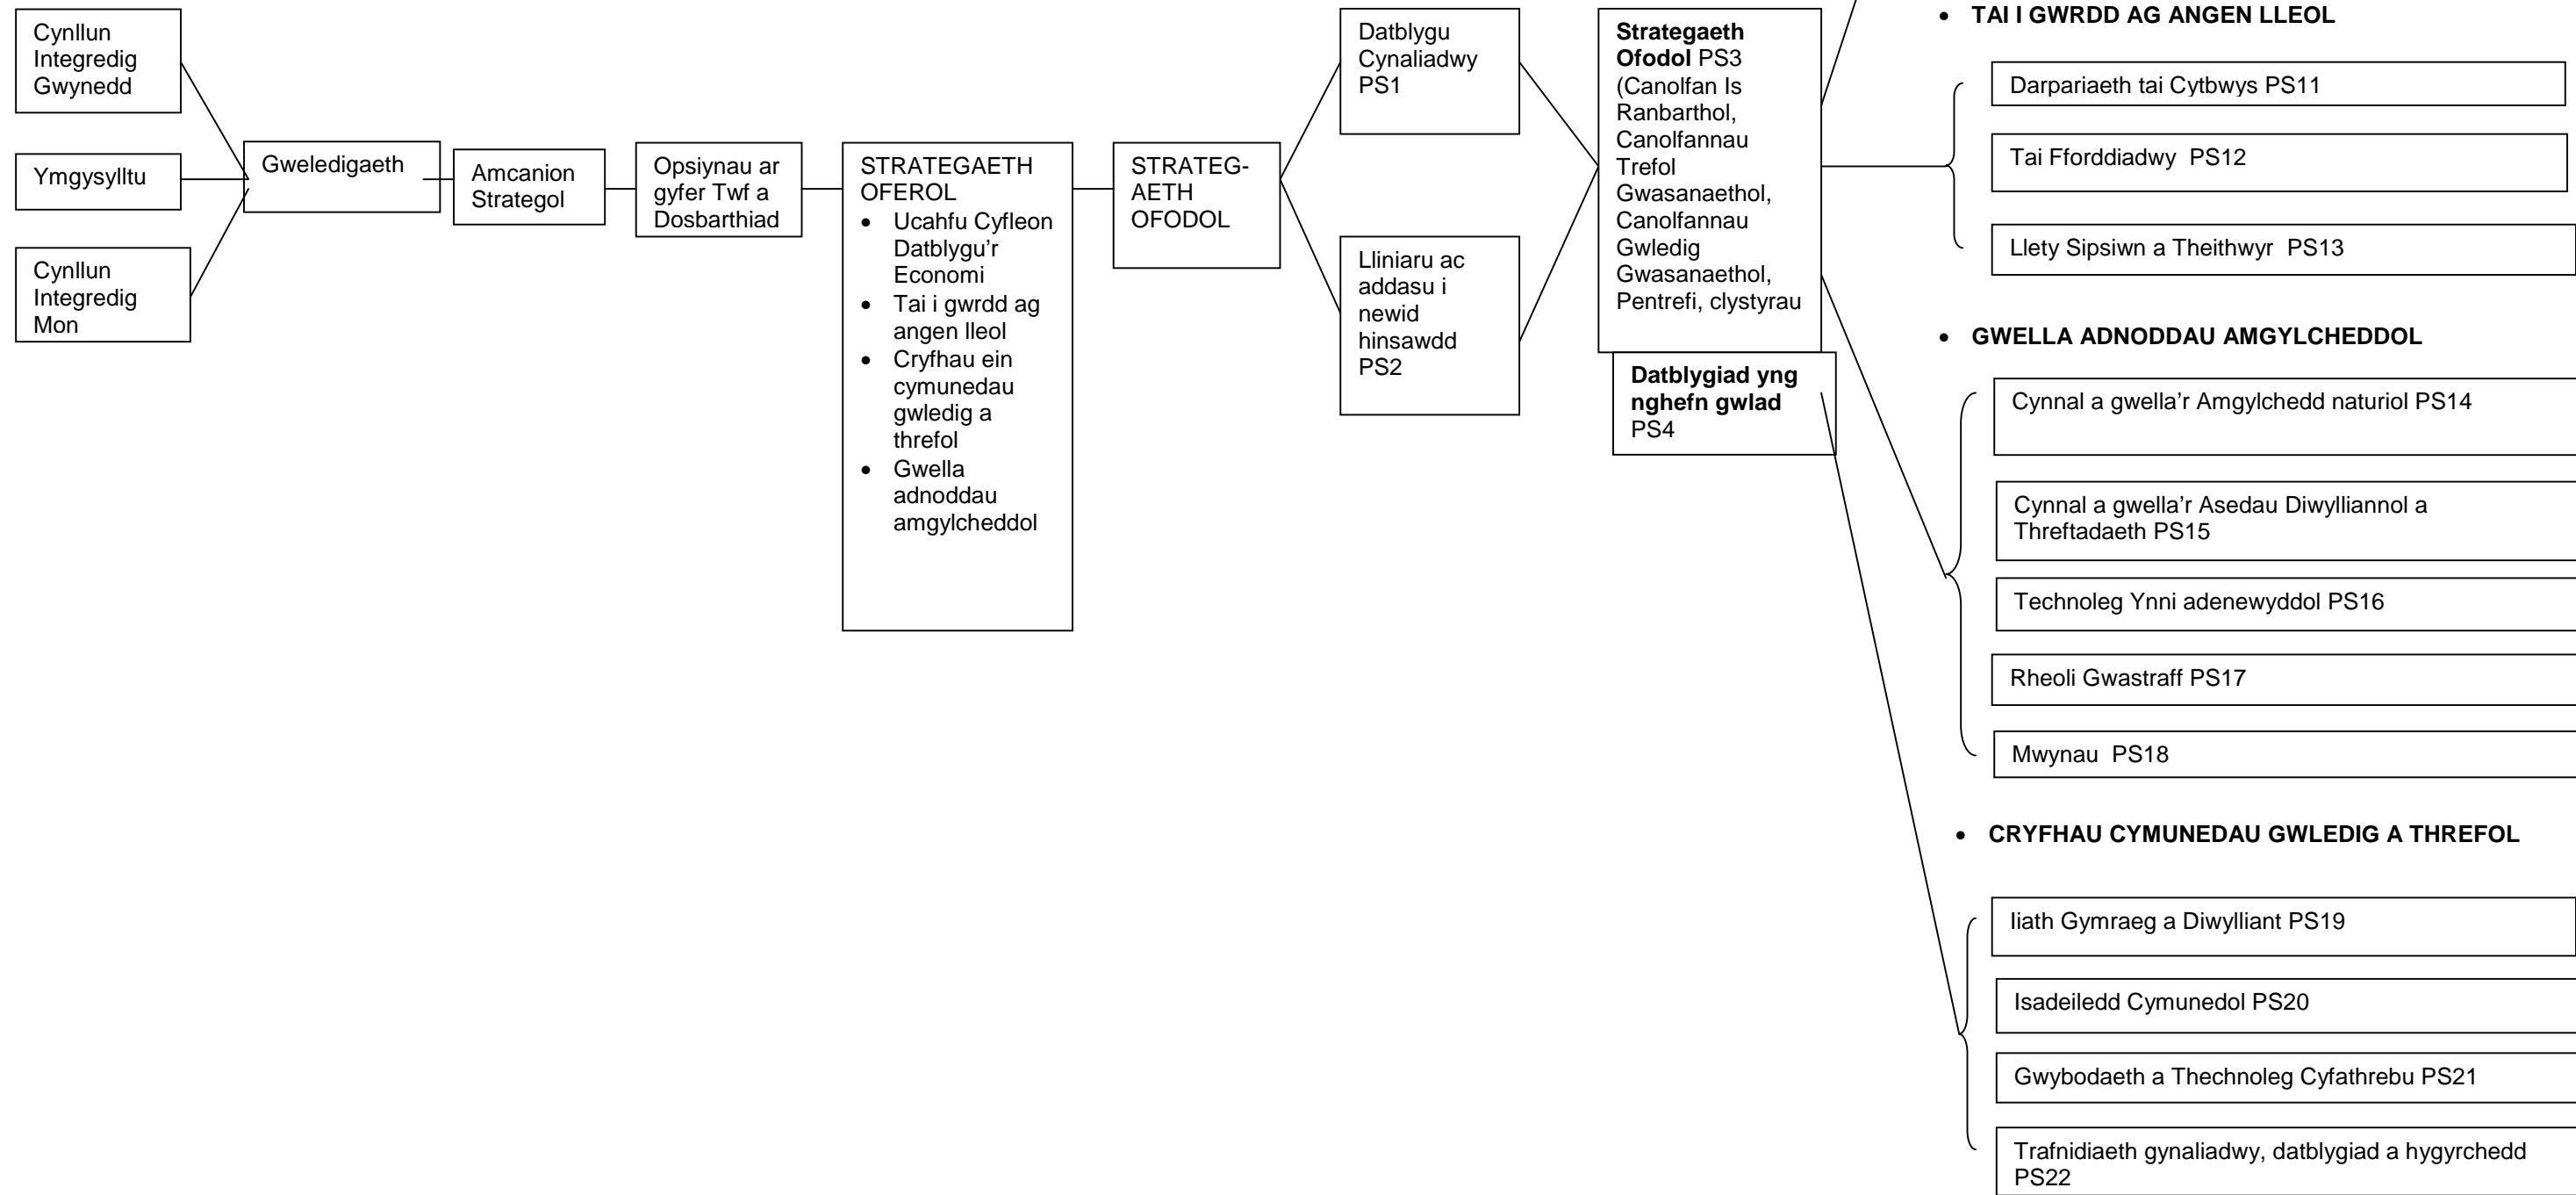 Cynllun
Integredig
Gwynedd
Ymgysylltu
Cynllun
Integredig
Mon
Gweledigaeth
Amcanion
Strategol
Opsiynau ar
gyfer Twf a
Dosbarthiad
STRATEGAETH
OFEROL
• Ucahfu Cyfleon
Datblygu’r
Economi
• Tai i gwrdd ag
angen lleol
• Cryfhau ein
cymunedau
gwledig a
threfol
• Gwella
adnoddau
amgylcheddol
STRATEG-
AETH
OFODOL
Datblygu
Cynaliadwy
PS1
Lliniaru ac
addasu i
newid
hinsawdd
PS2
Strategaeth
Ofodol PS3
(Canolfan Is
Ranbarthol,
Canolfannau
Trefol
Gwasanaethol,
Canolfannau
Gwledig
Gwasanaethol,
Pentrefi, clystyrau
Datblygiad yng
nghefn gwlad
PS4
• TAI I GWRDD AG ANGEN LLEOL
Darpariaeth tai Cytbwys PS11
Tai Fforddiadwy PS12
Llety Sipsiwn a Theithwyr PS13
• GWELLA ADNODDAU AMGYLCHEDDOL
Cynnal a gwella’r Amgylchedd naturiol PS14
Cynnal a gwella’r Asedau Diwylliannol a
Threftadaeth PS15
Technoleg Ynni adenewyddol PS16
Rheoli Gwastraff PS17
Mwynau PS18
• CRYFHAU CYMUNEDAU GWLEDIG A THREFOL
Iiath Gymraeg a Diwylliant PS19
Isadeiledd Cymunedol PS20
Gwybodaeth a Thechnoleg Cyfathrebu PS21
Trafnidiaeth gynaliadwy, datblygiad a hygyrchedd
PS22